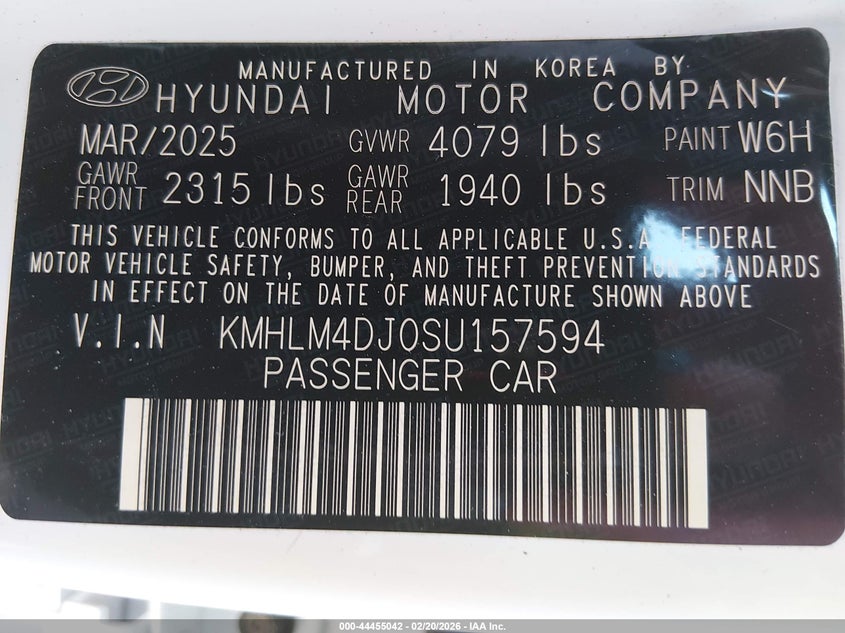 MANUFACTURED IN KOREA BY
HYUNDAI MOTOR COMPANY
MAR/2025 GVWR 4079 lbs PAINT W6H
GAWR FRONT 2315 lbs GAWR REAR 1940 lbs TRIM NNB
THIS VEHICLE CONFORMS TO ALL APPLICABLE U.S.A. FEDERAL
MOTOR VEHICLE SAFETY, BUMPER, AND THEFT PREVENTION STANDARDS
IN EFFECT ON THE DATE OF MANUFACTURE SHOWN ABOVE
V.I.N KMHLM4DJ0SU157594
PASSENGER CAR
000-44455042 - 02/20/2026 - IAA Inc.